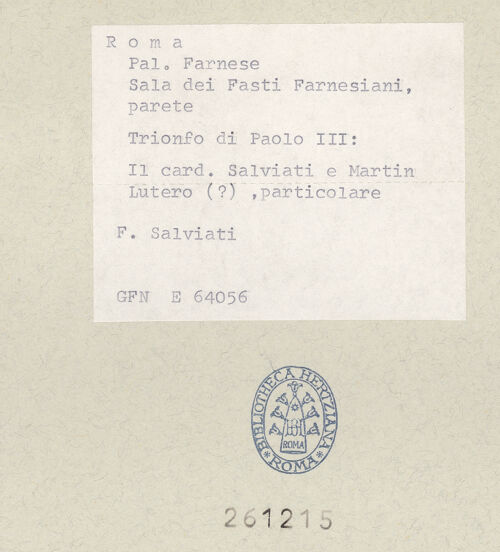 R o m a
Pal. Farnese
Sala dei Fasti Farnesiani,
parete
Trionfo di Paolo III:
Il card. Salviati e Martin
Lutero (?) ,particolare
F. Salviati
GFN E 64056
BIBLIOTHECA HERTZIANA
ROMA
* ROMA *
261215